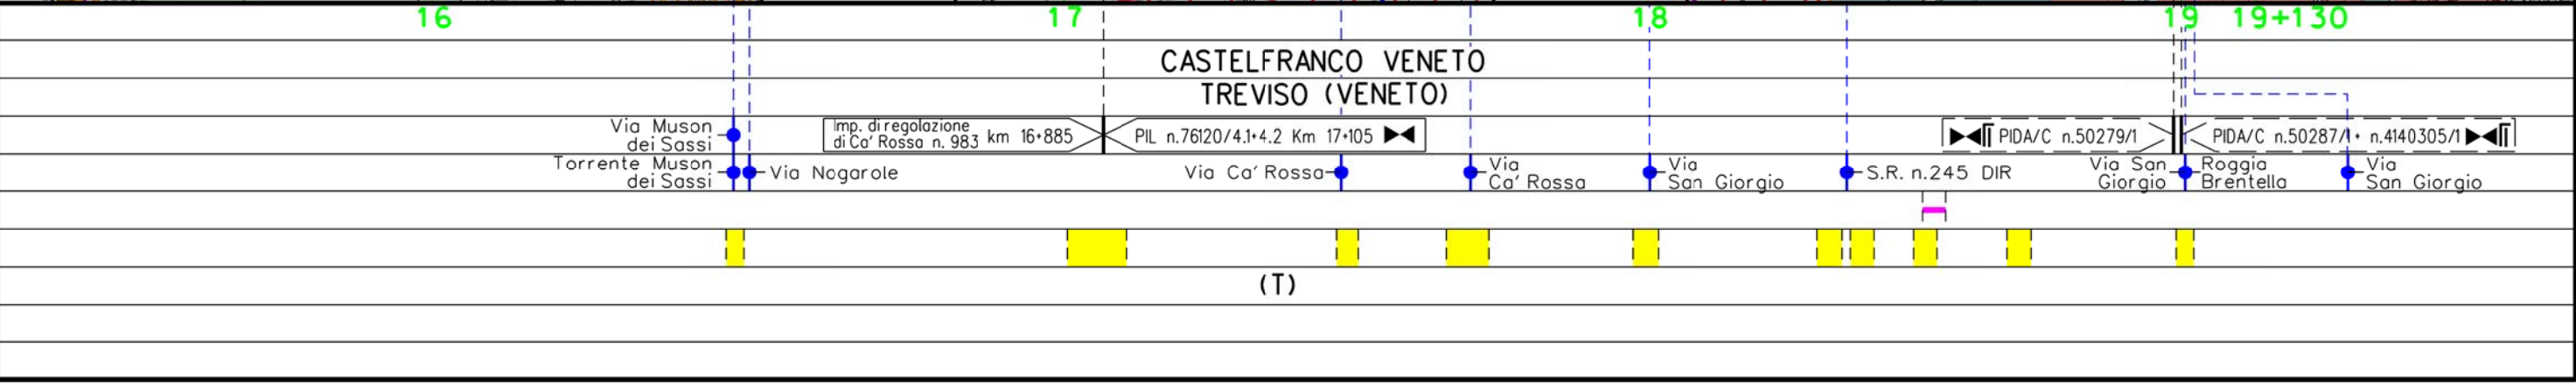 16 17 18 19 19+130
CASTELFRANCO VENETO
TREVISO (VENETO)
Via Muson
dei Sassi
Imp. di regolazione
di Ca' Rossa n. 983 km 16+885
PIL n.76120/4.1+4.2 Km 17+105
PIDA/C n.50279/1
PIDA/C n.50287/1+ n.4140305/1
Torrente Muson
dei Sassi
Via Nogarole
Via Ca' Rossa
Via
Ca' Rossa
Via
San Giorgio
S.R. n.245 DIR
Via San
Giorgio
Roggia
Brentella
Via
San Giorgio
(T)